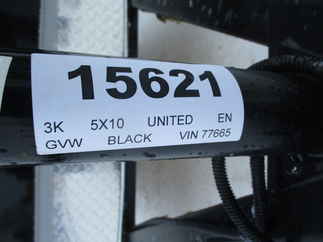 15621
3K 5X10 UNITED EN
GVW BLACK VIN 77665